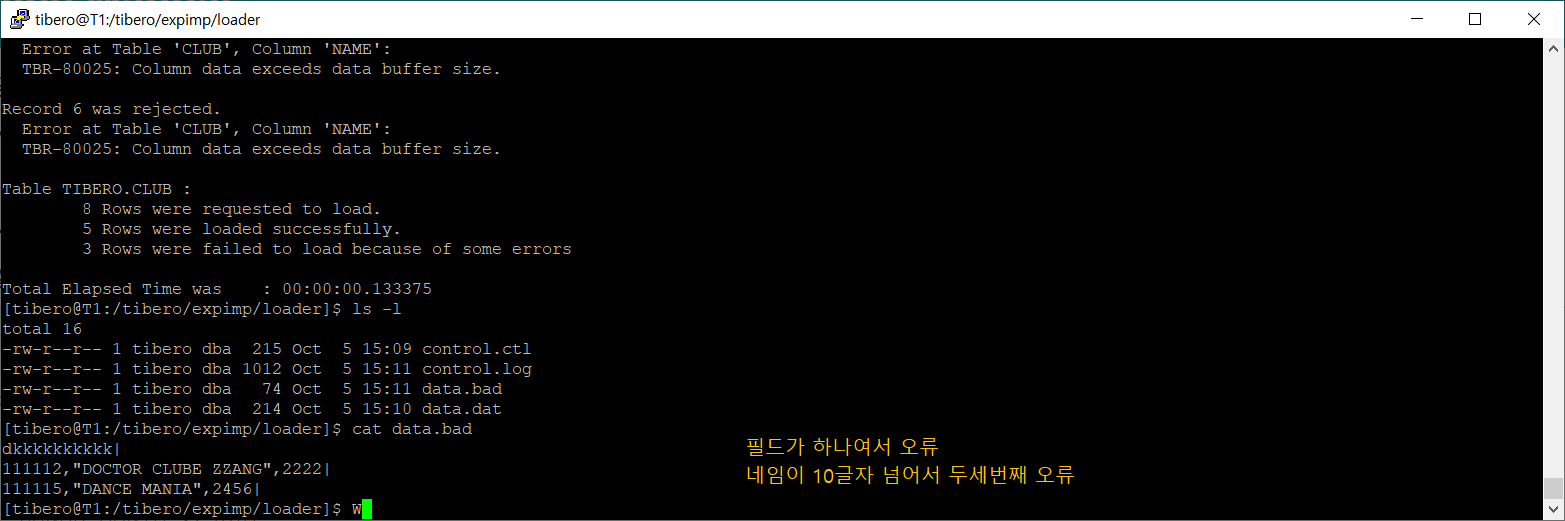 tibero@T1:/tibero/expimp/loader
Error at Table 'CLUB', Column 'NAME':
TBR-80025: Column data exceeds data buffer size.
Record 6 was rejected.
Error at Table 'CLUB', Column 'NAME':
TBR-80025: Column data exceeds data buffer size.
Table TIBERO.CLUB :
8 Rows were requested to load.
5 Rows were loaded successfully.
3 Rows were failed to load because of some errors
Total Elapsed Time was    : 00:00:00.133375
[tibero@T1:/tibero/expimp/loader]$ ls -l
total 16
-rw-r--r-- 1 tibero dba  215 Oct  5 15:09 control.ctl
-rw-r--r-- 1 tibero dba 1012 Oct  5 15:11 control.log
-rw-r--r-- 1 tibero dba   74 Oct  5 15:11 data.bad
-rw-r--r-- 1 tibero dba  214 Oct  5 15:10 data.dat
[tibero@T1:/tibero/expimp/loader]$ cat data.bad
dkkkkkkkkkk|
필드가 하나여서 오류
111112,"DOCTOR CLUBE ZZANG",2222|
네임이 10글자 넘어서 두세번째 오류
111115,"DANCE MANIA",2456|
[tibero@T1:/tibero/expimp/loader]$ W